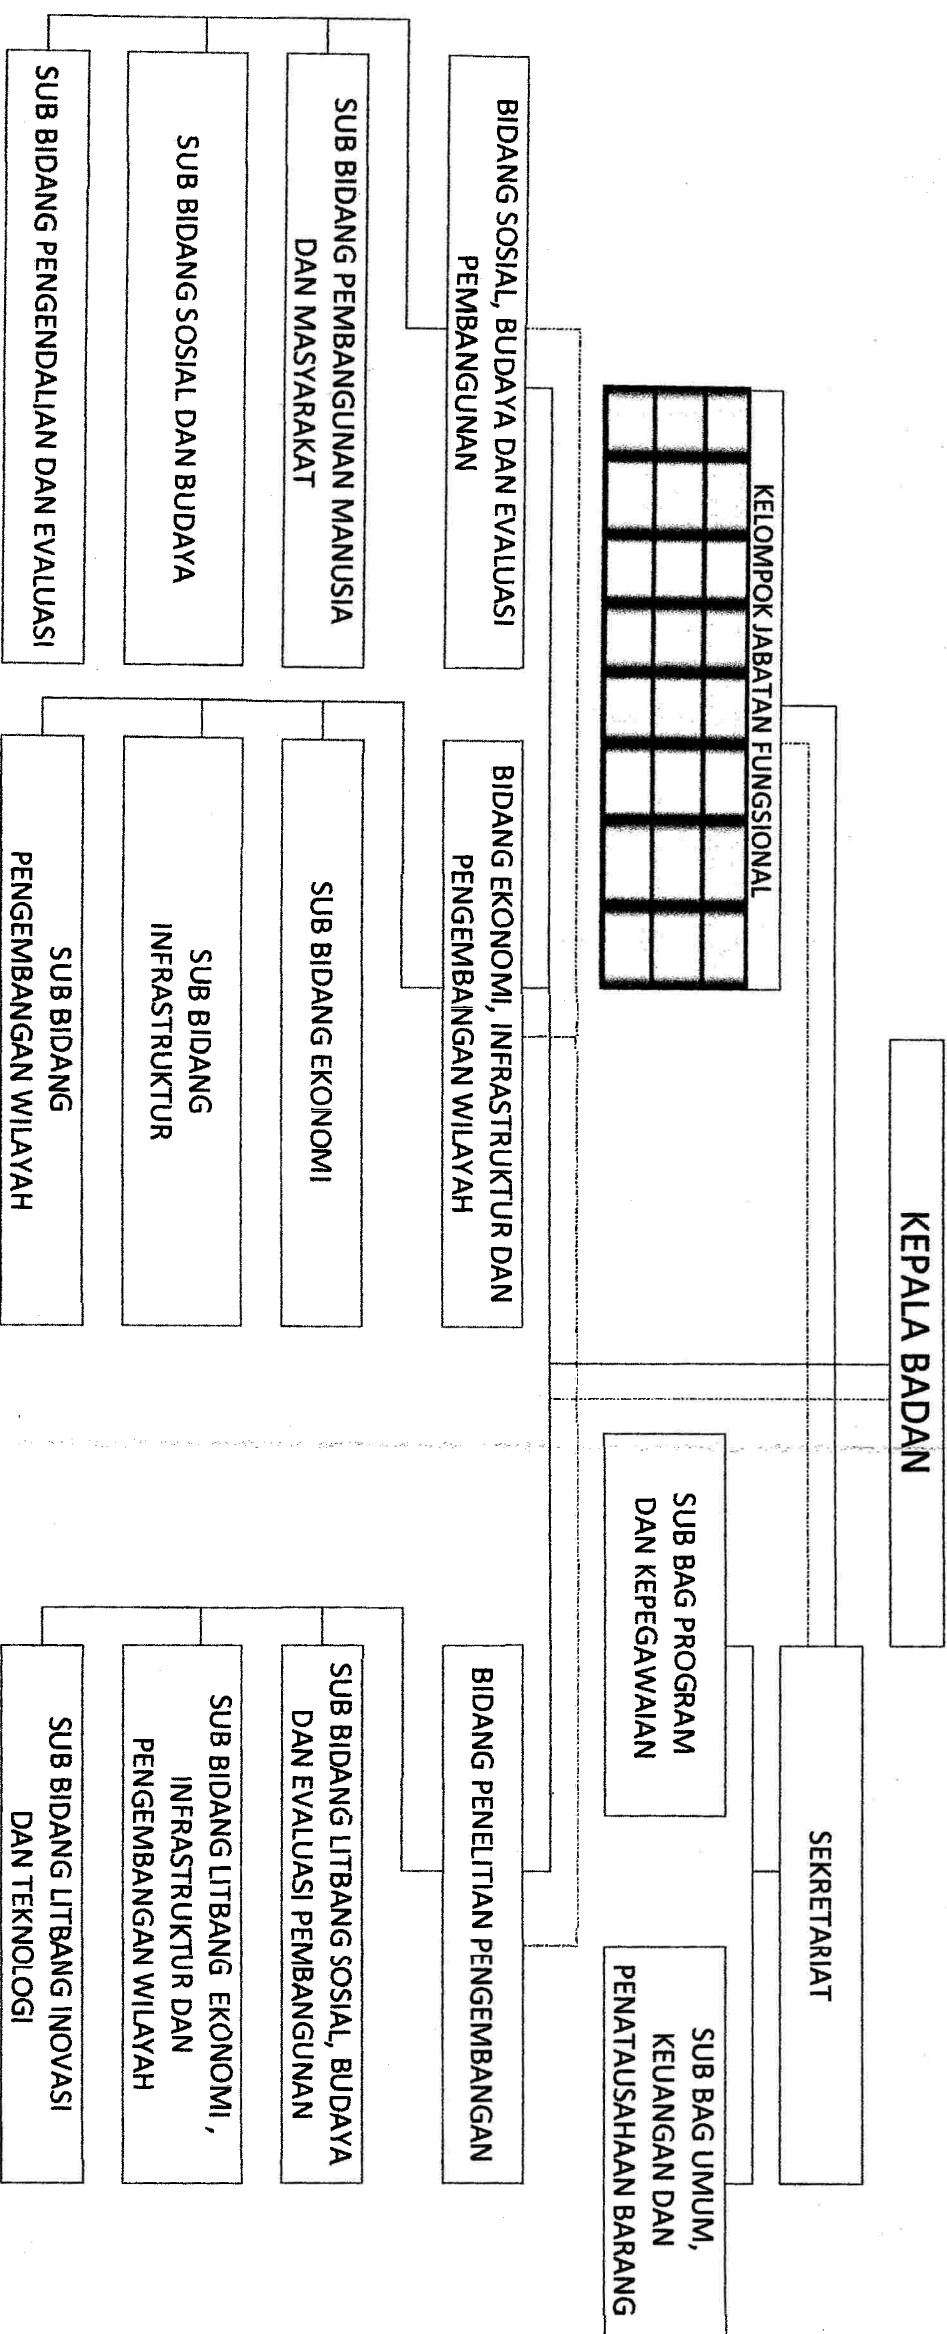 KEPALA BADAN
SEKRETARIAT
KELOMPOK JABATAN FUNGSIONAL
SUB BAG PROGRAM
DAN KEPEGAWAIAN
SUB BAG UMUM,
KEUANGAN DAN
PENATAUSAHAAN BARANG
BIDANG SOSIAL, BUDAYA DAN EVALUASI
PEMBANGUNAN
BIDANG EKONOMI, INFRASTRUKTUR DAN
PENGEMBANGAN WILAYAH
BIDANG PENELITIAN PENGEMBANGAN
SUB BIDANG PEMBANGUNAN MANUSIA
DAN MASYARAKAT
SUB BIDANG EKONOMI
SUB BIDANG LITBANG SOSIAL, BUDAYA
DAN EVALUASI PEMBANGUNAN
SUB BIDANG SOSIAL DAN BUDAYA
SUB BIDANG
INFRASTRUKTUR
SUB BIDANG LITBANG EKONOMI ,
INFRASTRUKTUR DAN
PENGEMBANGAN WILAYAH
SUB BIDANG PENGENDALIAN DAN EVALUASI
SUB BIDANG
PENGEMBANGAN WILAYAH
SUB BIDANG LITBANG INOVASI
DAN TEKNOLOGI